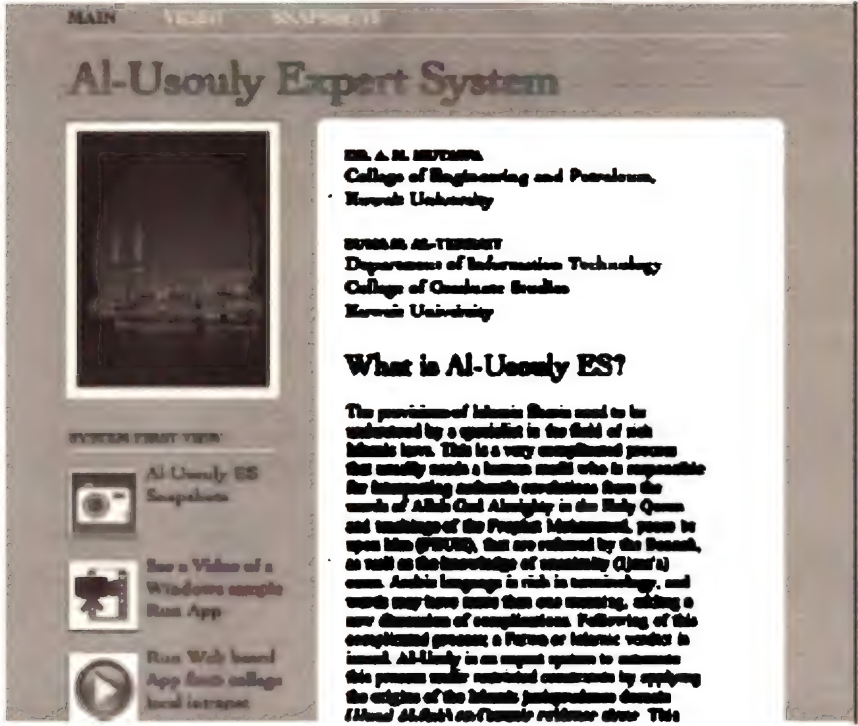 MAIN VIDEO SNAPSHOTS
Al-Usouly Expert System
DR. A. M.
College of Engineering and Petroleum,
Kuwait University
AL-
Department of Information Technology
College of Graduate Studies
Kuwait University
What is Al-Usouly ES?
The provisions of Islamic Sharia need to be
understood by a specialist in the field of rich
Islamic laws. This is a very complicated process
that usually needs a human mufti who is responsible
for interpreting authentic revelations from the
words of Allah God Almighty in the Holy Quran
and teachings of the Prophet Mohammed, peace be
upon him (PBUH), that are referred by the Sunnah,
as well as the knowledge of unanimity (Ijma'a)
cases. Arabic language is rich in terminology, and
words may have more than one meaning, adding a
new dimension of complications. Following of this
complicated process; a Fatwa or Islamic verdict is
issued. Al-Usouly is an expert system to automate
this process under restricted constraints by applying
the origins of the Islamic jurisprudence domain
evidence alone This
SYSTEM FIRST VIEW
Al-Usouly ES
Snapshots
See a Video of a
Windows sample
Run App
Run Web based
App from college
local intranet